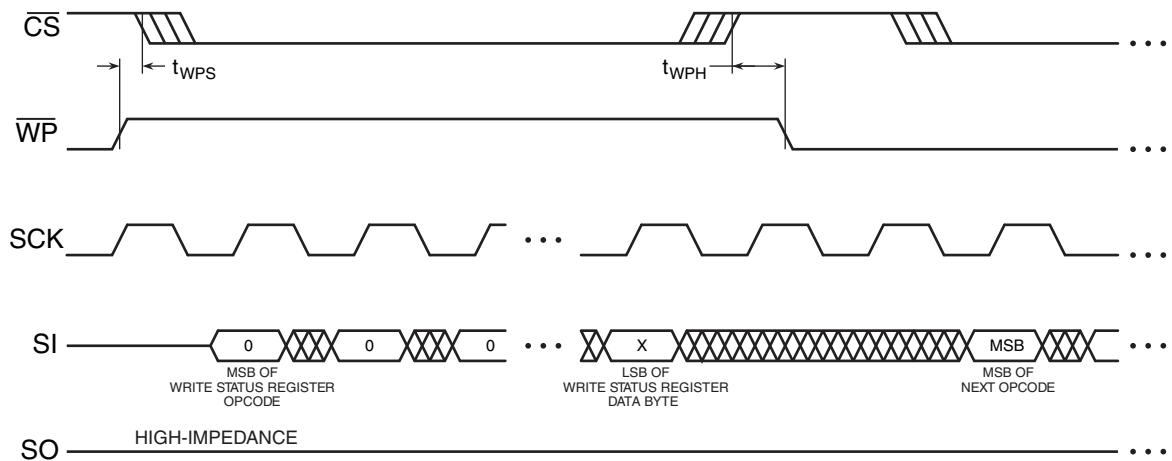 CS
tWPS
tWPH
• • •
WP
• • •
SCK
• • •
• • •
SI
0
0
0
• • •
X
MSB
• • •
MSB OF
WRITE STATUS REGISTER
OPCODE
LSB OF
WRITE STATUS REGISTER
DATA BYTE
MSB OF
NEXT OPCODE
HIGH-IMPEDANCE
SO
• • •